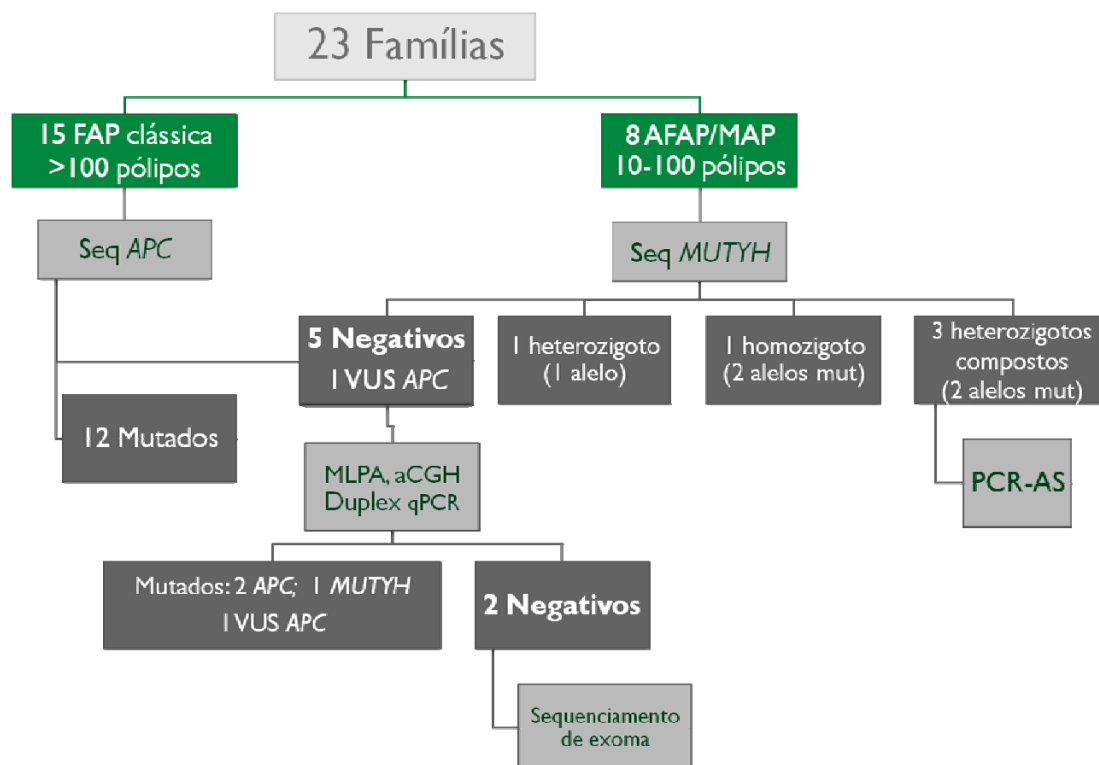 23 Famílias
15 FAP clássica
>100 pólipos
8 AFAP/MAP
10-100 pólipos
Seq APC
Seq MUTYH
5 Negativos
1 VUS APC
1 heterozigoto
(1 alelo)
1 homozigoto
(2 alelos mut)
3 heterozigotos
compostos
(2 alelos mut)
12 Mutados
MLPA, aCGH
Duplex qPCR
PCR-AS
Mutados: 2 APC; 1 MUTYH
1 VUS APC
2 Negativos
Sequenciamento
de exoma